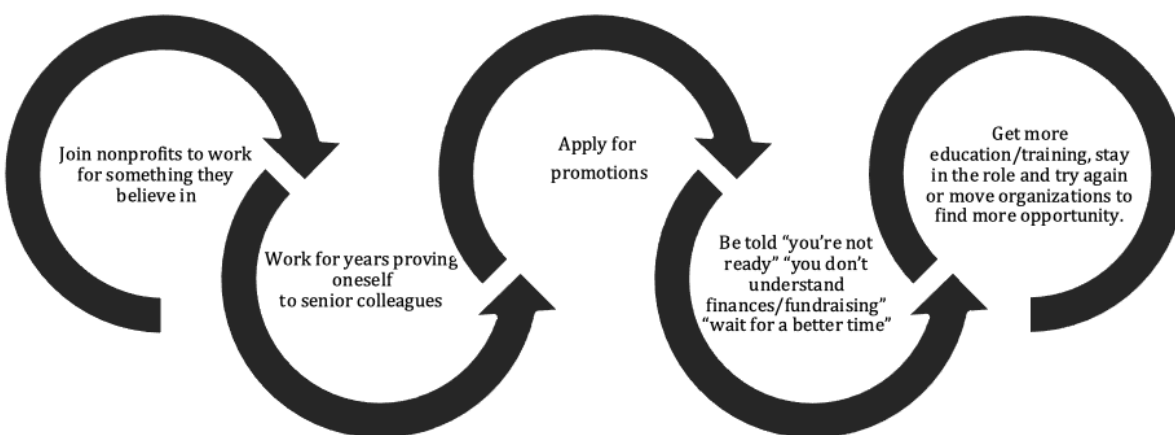 Join nonprofits to work
for something they
believe in
Work for years proving
oneself
to senior colleagues
Apply for
promotions
Be told “you’re not
ready” “you don’t
understand
finances/fundraising”
“wait for a better time”
Get more
education/training, stay
in the role and try again
or move organizations to
find more opportunity.